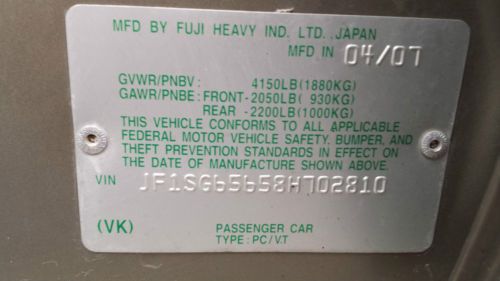 MFD BY FUJI HEAVY IND. LTD., JAPAN
MFD IN 04/07
GVWR/PNBV: 4150LB(1880KG)
GAWR/PNBE: FRONT-2050LB( 930KG)
REAR -2200LB(1000KG)
THIS VEHICLE CONFORMS TO ALL APPLICABLE
FEDERAL MOTOR VEHICLE SAFETY, BUMPER, AND
THEFT PREVENTION STANDARDS IN EFFECT ON
THE DATE OF MANUFACTURE SHOWN ABOVE.
VIN JF1SG65658H702810
(VK) PASSENGER CAR
TYPE: PC/V.T